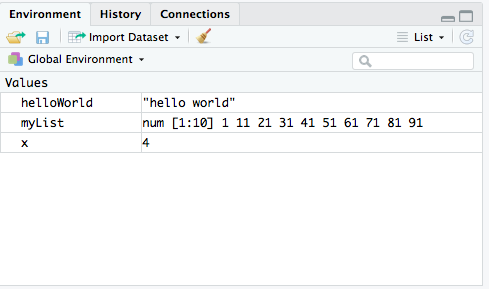 Environment History Connections
Import Dataset List
Global Environment
Values
helloWorld "hello world"
myList num [1:10] 1 11 21 31 41 51 61 71 81 91
x 4